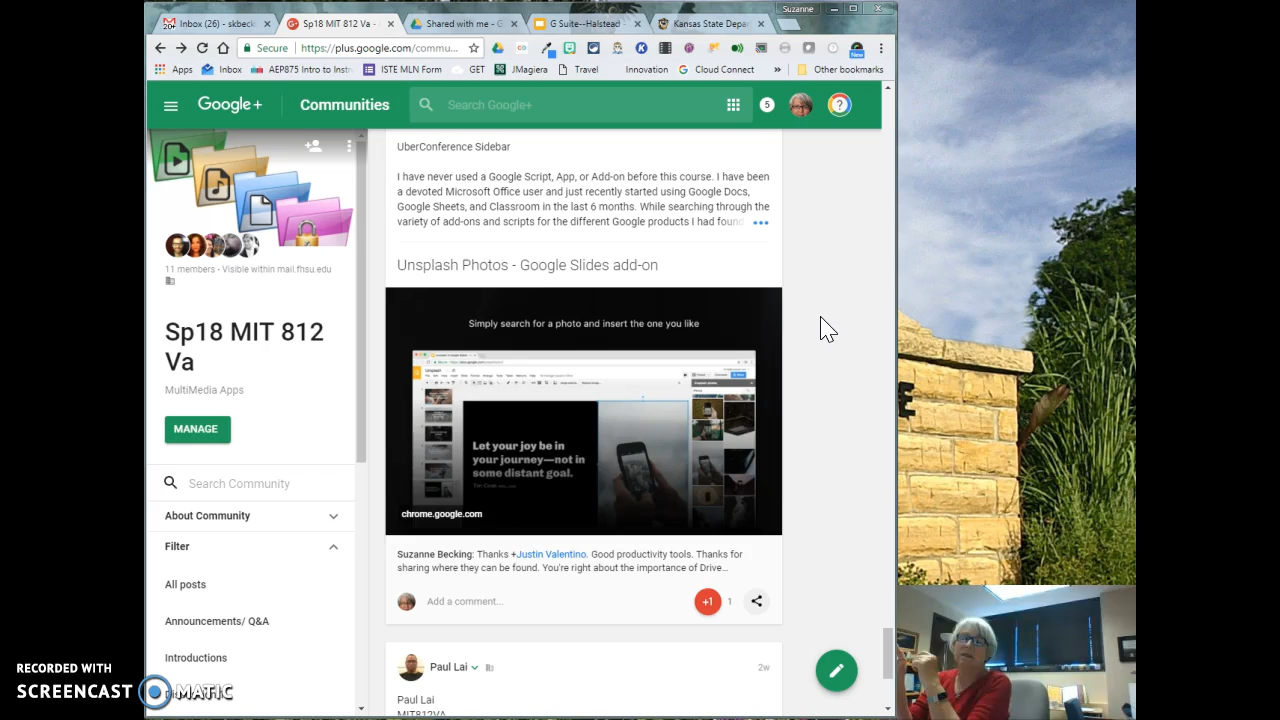 Suzanne
20+
Inbox (26) - skbeck
Sp18 MIT 812 Va -
Shared with me - G
G Suite--Halstead
Kansas State Depa
Secure
https://plus.google.com/commu...
New
Apps
Inbox
AEP875 Intro to Instr
ISTE MLN Form
GET
JMagiera
Travel
Innovation
Cloud Connect
»
Other bookmarks
Google+
Communities
Search Google+
5
?
11 members - Visible within mail.fhsu.edu
Sp18 MIT 812
Va
MultiMedia Apps
MANAGE
Search Community
About Community
Filter
All posts
Announcements/ Q&A
Introductions
UberConference Sidebar
I have never used a Google Script, App, or Add-on before this course. I have been
a devoted Microsoft Office user and just recently started using Google Docs,
Google Sheets, and Classroom in the last 6 months. While searching through the
variety of add-ons and scripts for the different Google products I had found
Unsplash Photos - Google Slides add-on
Simply search for a photo and insert the one you like
Let your joy be in
your journey—not in
some distant goal.
Tim Cook
chrome.google.com
Suzanne Becking: Thanks +Justin Valentino. Good productivity tools. Thanks for
sharing where they can be found. You're right about the importance of Drive...
Add a comment...
+1
1
Paul Lai
2w
Paul Lai
MIT812VA
E
RECORDED WITH
SCREENCAST MATIC